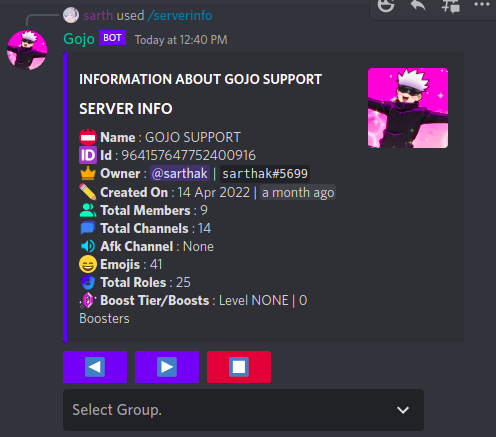 sarth used /serverinfo
Gojo BOT Today at 12:40 PM
INFORMATION ABOUT GOJO SUPPORT
SERVER INFO
Name : GOJO SUPPORT
ID Id : 964157647752400916
Owner : @sarthak | sarthak#5699
Created On : 14 Apr 2022 | a month ago
Total Members : 9
Total Channels : 14
Afk Channel : None
Emojis : 41
Total Roles : 25
Boost Tier/Boosts : Level NONE | 0
Boosters
Select Group.